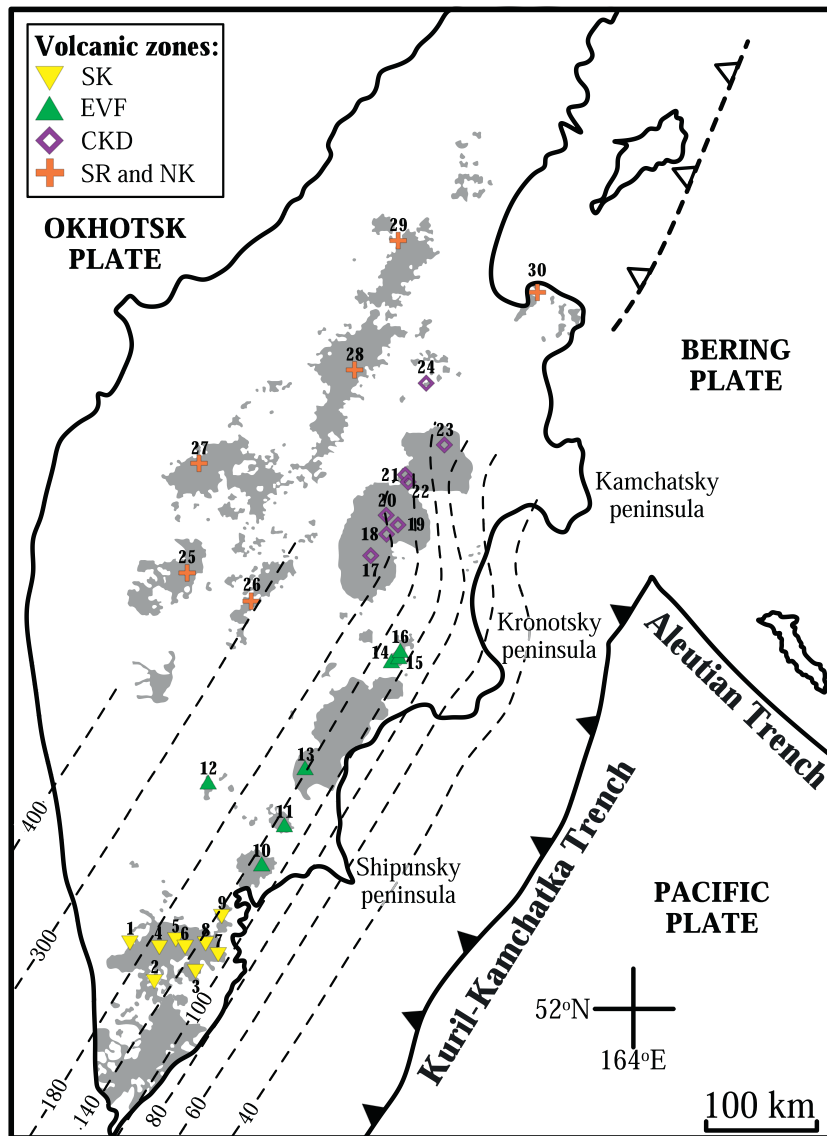 Volcanic zones:
SK
EVF
CKD
SR and NK
OKHOTSK
PLATE
29
30
28
24
BERING
PLATE
27
23
21
22
Kamchatsky
peninsula
20
19
18
17
25
26
Kronotsky
peninsula
16
14
15
Aleutian Trench
12
13
11
10
Shipunsky
peninsula
Kuril-Kamchatka Trench
PACIFIC
PLATE
9
1
4
5
6
8
7
2
3
400
300
180
140
100
80
60
40
52ºN
164ºE
100 km